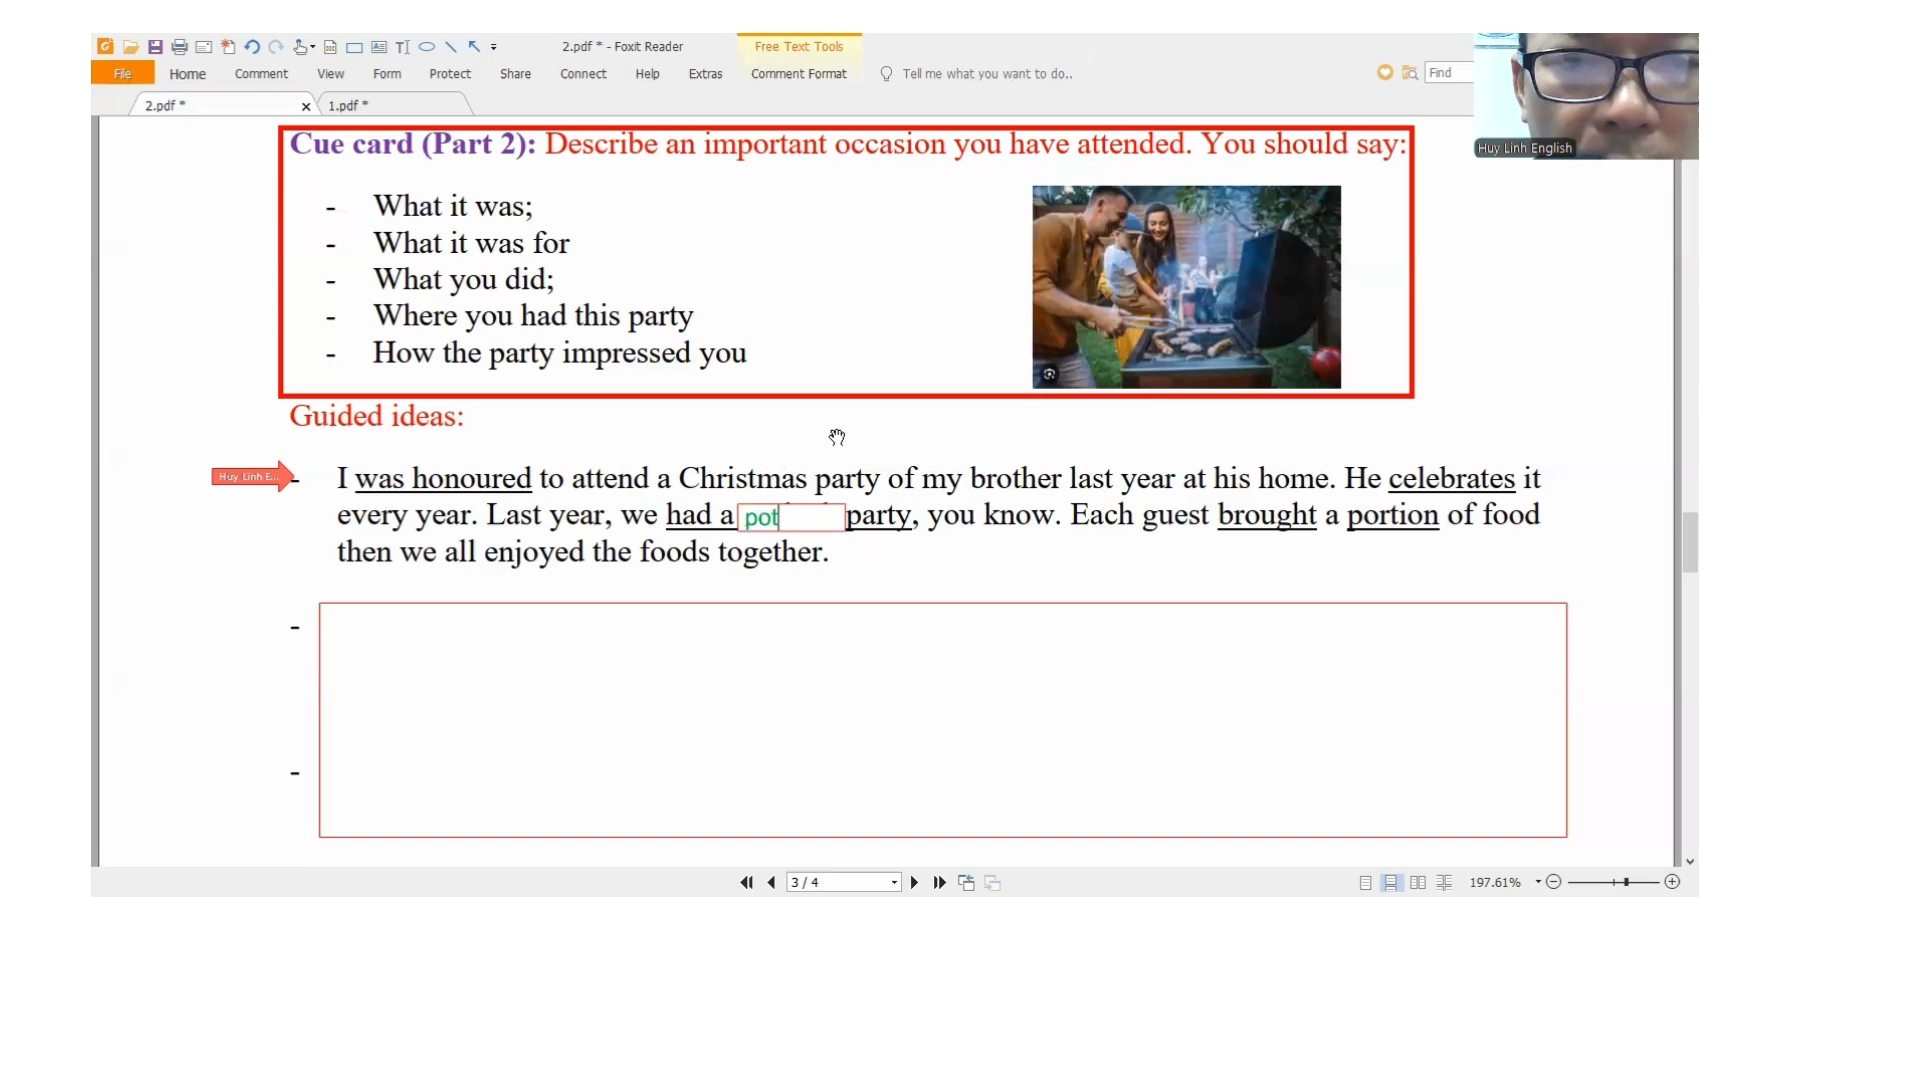 2.pdf * - Foxit Reader
Free Text Tools
File Home Comment View Form Protect Share Connect Help Extras Comment Format Tell me what you want to do.. Find
2.pdf * x 1.pdf *
Huy Linh English
Cue card (Part 2): Describe an important occasion you have attended. You should say:
- What it was;
- What it was for
- What you did;
- Where you had this party
- How the party impressed you
Guided ideas:
Huy Linh E...
- I was honoured to attend a Christmas party of my brother last year at his home. He celebrates it
every year. Last year, we had a pot party, you know. Each guest brought a portion of food
then we all enjoyed the foods together.
-
-
3 / 4 197.61%